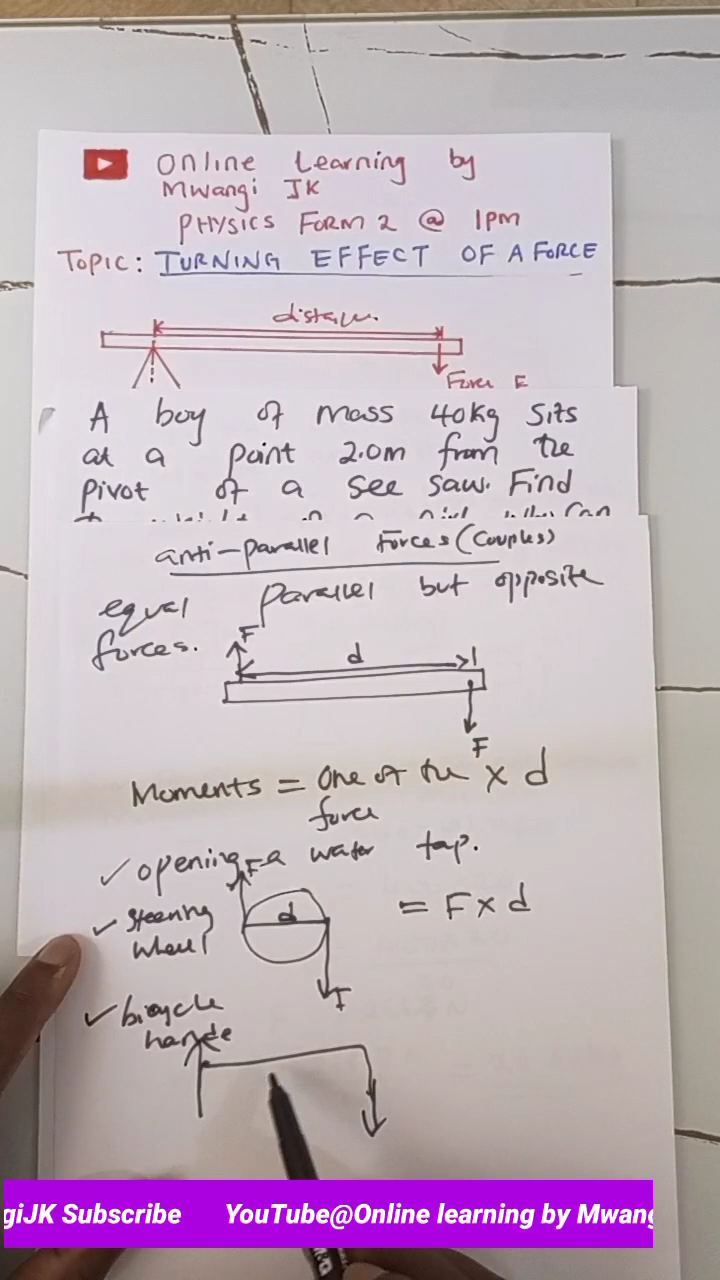 Online Learning by
Mwangi JK
PHYSICS FORM 2 @ 1pm
TOPIC: TURNING EFFECT OF A FORCE
distance
Force F
A boy of mass 40kg sits
at a point 2.0m from the
pivot of a see saw. Find
anti-parallel Forces (Couples)
equal parallel but opposite
forces.
F
d
F
Moments = One of the x d
force
✓ opening a water tap.
F
✓ steering
wheel
d
= F x d
F
✓ bicycle
handle
giJK Subscribe YouTube@Online learning by Mwang